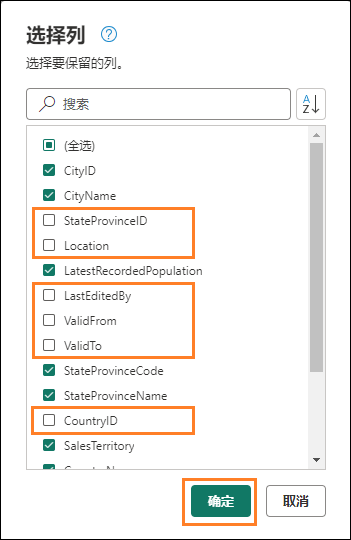 选择列
选择要保留的列。
搜索
A
Z
(全选)
CityID
CityName
StateProvinceID
Location
LatestRecordedPopulation
LastEditedBy
ValidFrom
ValidTo
StateProvinceCode
StateProvinceName
CountryID
SalesTerritory
确定
取消